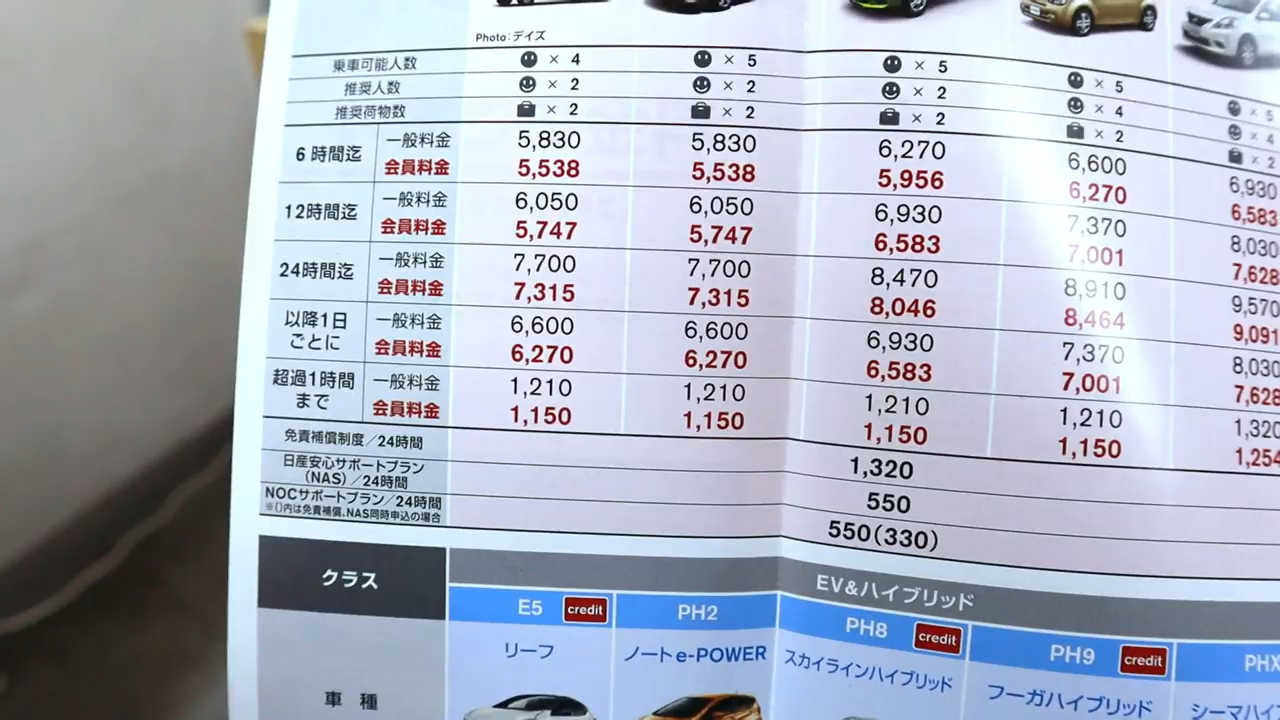 Photo:デイズ
乗車可能人数 × 4 × 5 × 5 × 5 × 5
推奨人数 × 2 × 2 × 2 × 4 × 4
推奨荷物数 × 2 × 2 × 2 × 2 × 2
6時間迄 一般料金 5,830 5,830 6,270 6,600 6,930
会員料金 5,538 5,538 5,956 6,270 6,583
12時間迄 一般料金 6,050 6,050 6,930 7,370 8,030
会員料金 5,747 5,747 6,583 7,001 7,628
24時間迄 一般料金 7,700 7,700 8,470 8,910 9,570
会員料金 7,315 7,315 8,046 8,464 9,091
以降1日ごとに 一般料金 6,600 6,600 6,930 7,370 8,030
会員料金 6,270 6,270 6,583 7,001 7,628
超過1時間まで 一般料金 1,210 1,210 1,210 1,210 1,320
会員料金 1,150 1,150 1,150 1,150 1,254
免責補償制度/24時間 1,320
日産安心サポートプラン
(NAS)/24時間 550
NOCサポートプラン/24時間 550(330)
※()内は免責補償、NAS同時申込の場合
クラス EV&ハイブリッド
E5 credit PH2 PH8 credit PH9 credit PHX
車種 リーフ ノートe-POWER スカイラインハイブリッド フーガハイブリッド シーマハイ